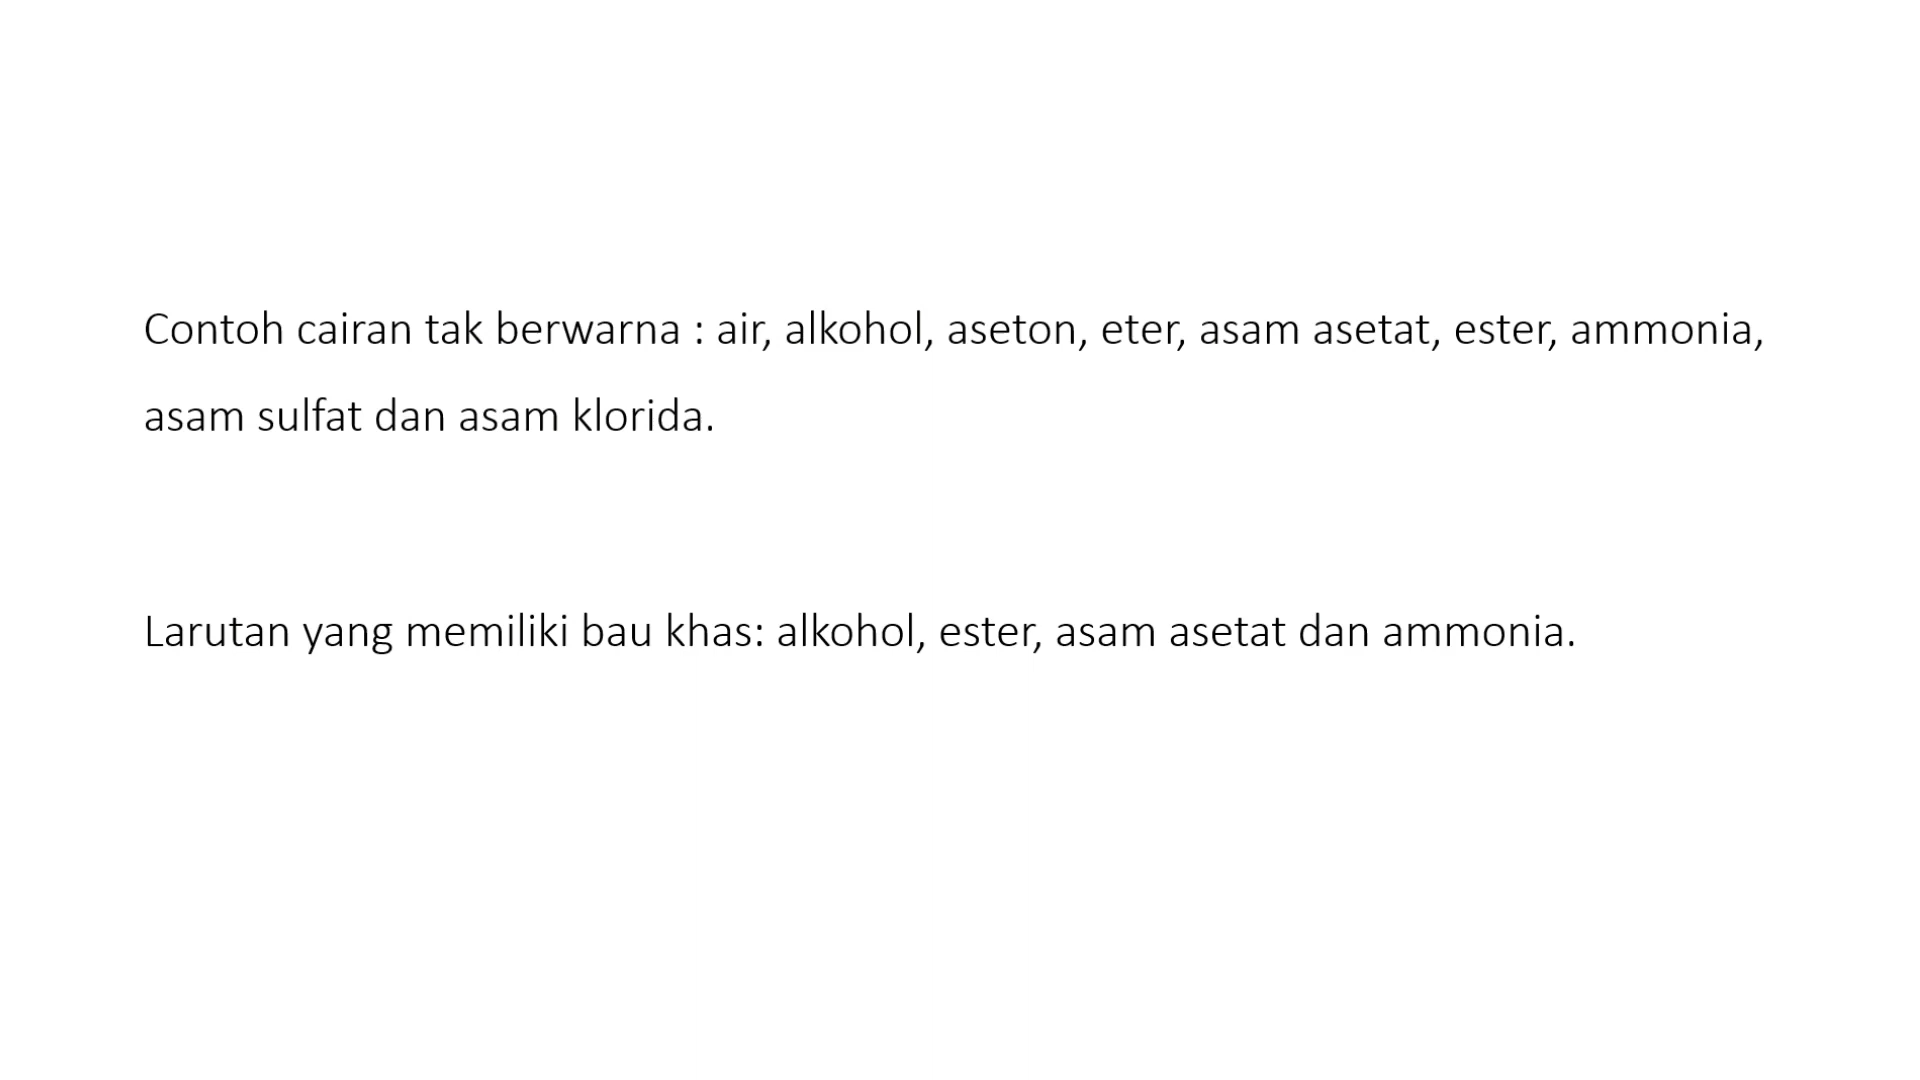 Contoh cairan tak berwarna : air, alkohol, aseton, eter, asam asetat, ester, ammonia,
asam sulfat dan asam klorida.
Larutan yang memiliki bau khas: alkohol, ester, asam asetat dan ammonia.